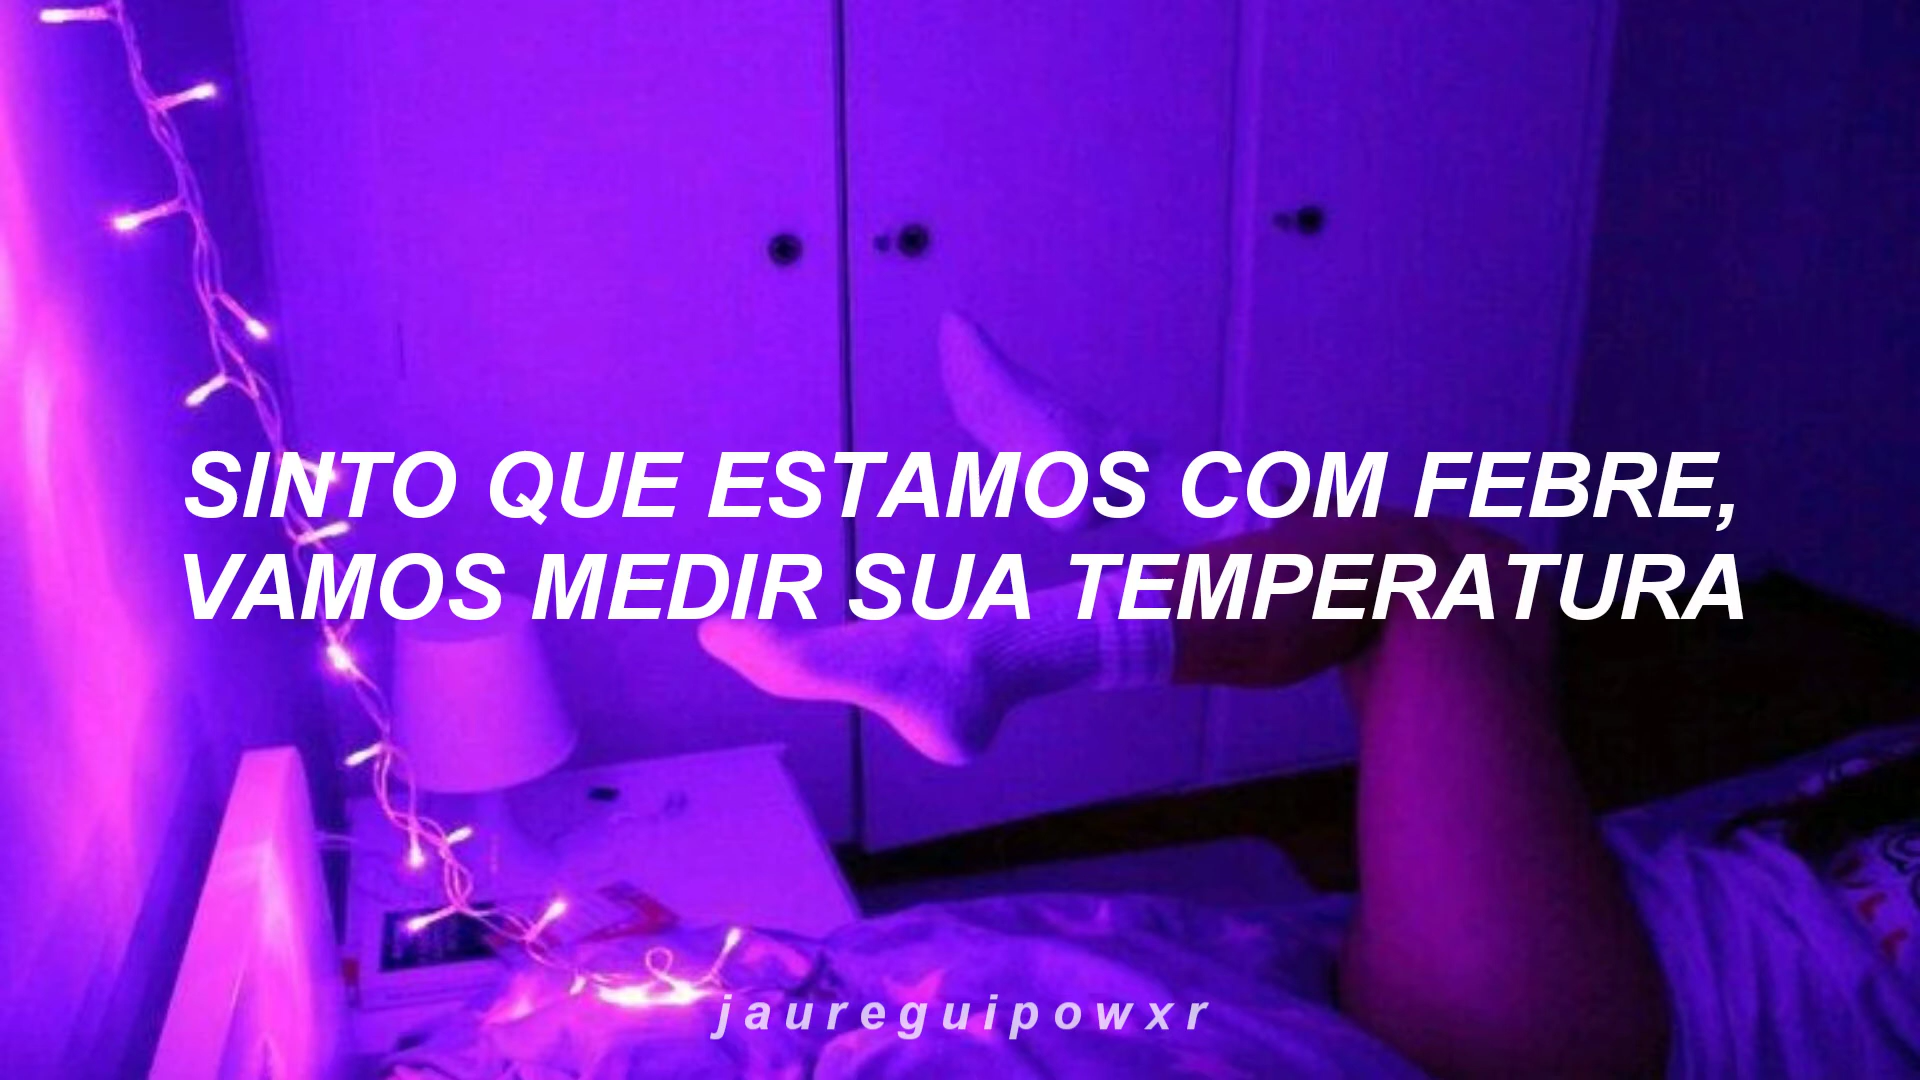 SINTO QUE ESTAMOS COM FEBRE,
VAMOS MEDIR SUA TEMPERATURA
jaureguipowxr